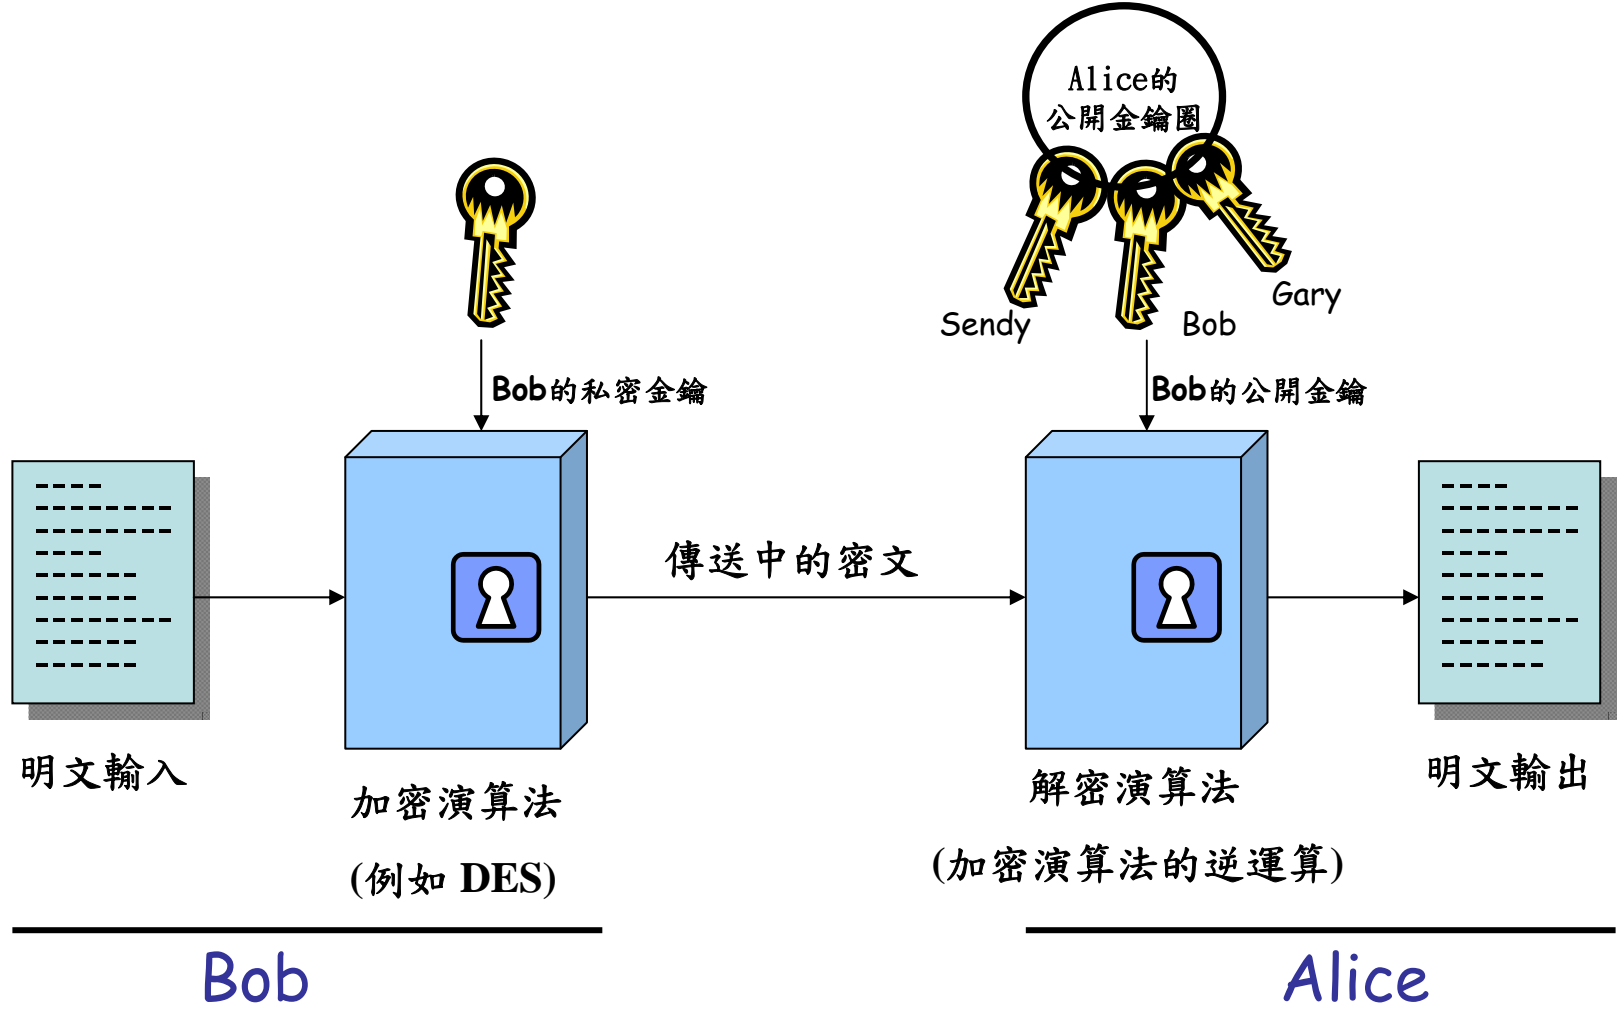 Alice的
公開金鑰圈
Sendy
Bob
Gary
Bob的私密金鑰
Bob的公開金鑰
傳送中的密文
明文輸入
加密演算法
(例如 DES)
解密演算法
(加密演算法的逆運算)
明文輸出
Bob
Alice